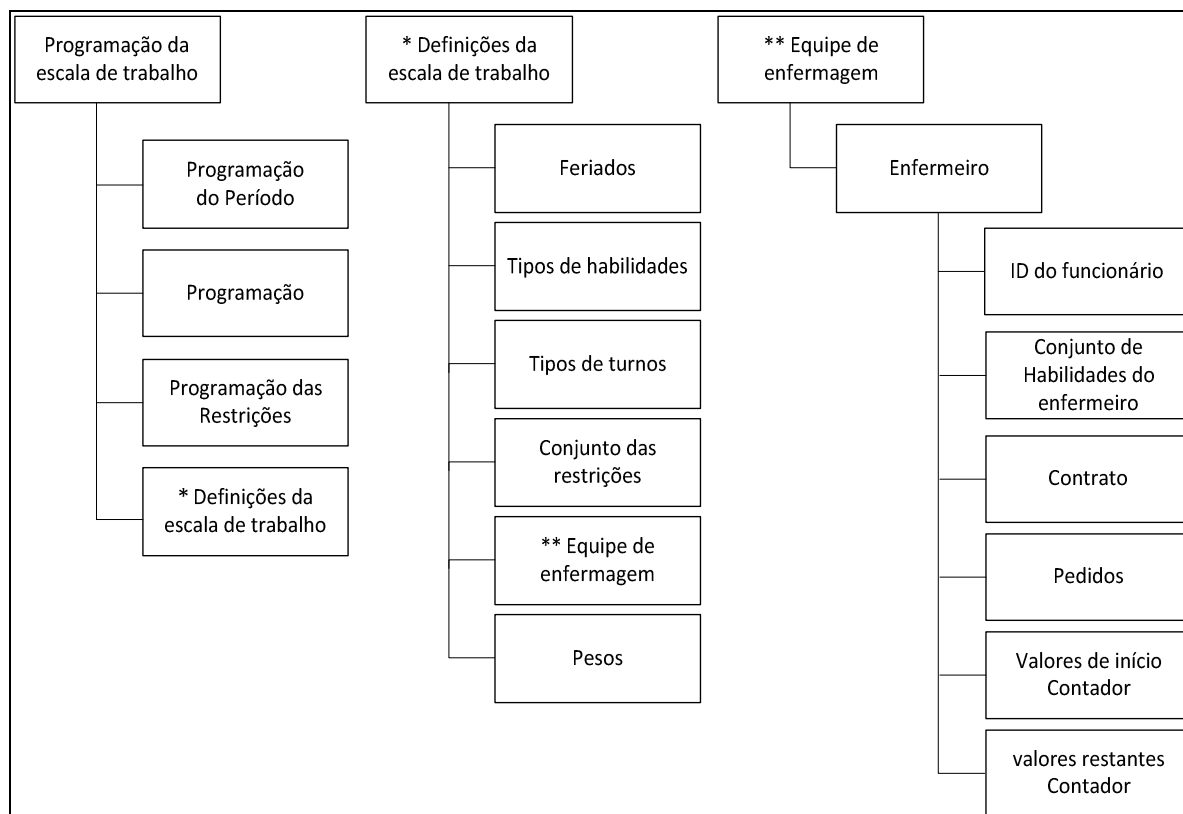 Programação da
escala de trabalho
Programação
do Período
Programação
Programação das
Restrições
* Definições da
escala de trabalho
* Definições da
escala de trabalho
Feriados
Tipos de habilidades
Tipos de turnos
Conjunto das
restrições
** Equipe de
enfermagem
Pesos
** Equipe de
enfermagem
Enfermeiro
ID do funcionário
Conjunto de
Habilidades do
enfermeiro
Contrato
Pedidos
Valores de início
Contador
valores restantes
Contador